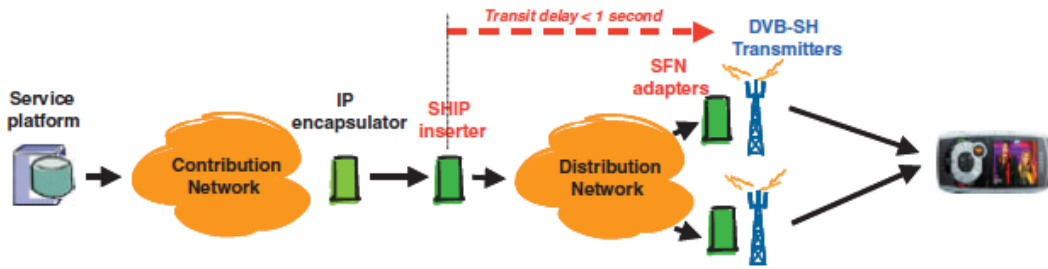 Transit delay < 1 second
DVB-SH
Transmitters
SFN
adapters
Service
platform
IP
encapsulator
SHIP
inserter
Contribution
Network
Distribution
Network